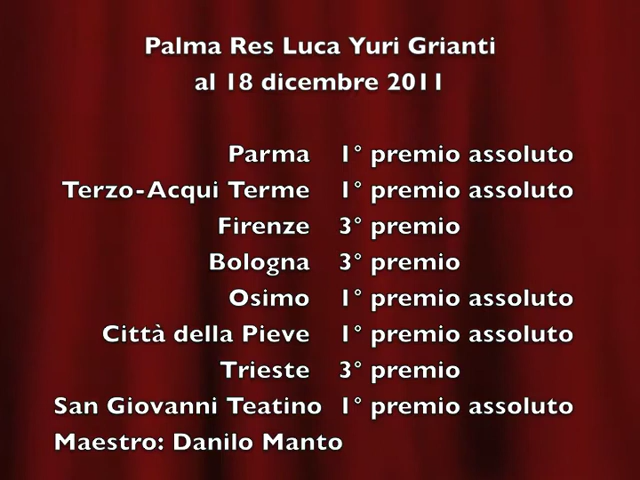 Palma Res Luca Yuri Grianti
al 18 dicembre 2011
Parma 1° premio assoluto
Terzo-Acqui Terme 1° premio assoluto
Firenze 3° premio
Bologna 3° premio
Osimo 1° premio assoluto
Città della Pieve 1° premio assoluto
Trieste 3° premio
San Giovanni Teatino 1° premio assoluto
Maestro: Danilo Manto